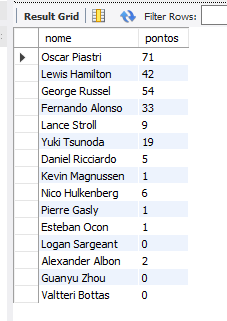 Result Grid Filter Rows:
nome pontos
Oscar Piastri 71
Lewis Hamilton 42
George Russel 54
Fernando Alonso 33
Lance Stroll 9
Yuki Tsunoda 19
Daniel Ricciardo 5
Kevin Magnussen 1
Nico Hulkenberg 6
Pierre Gasly 1
Esteban Ocon 1
Logan Sargeant 0
Alexander Albon 2
Guanyu Zhou 0
Valtteri Bottas 0